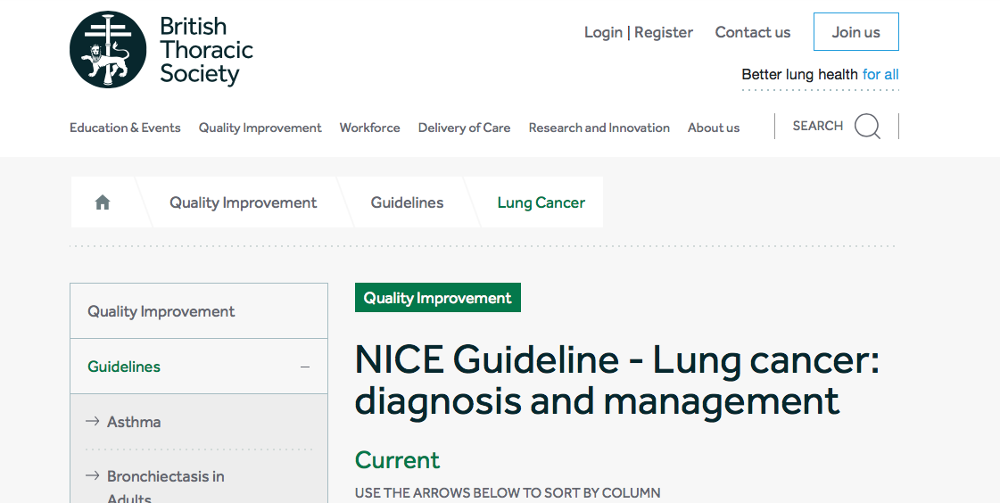 British
Thoracic
Society
Login | Register
Contact us
Join us
Better lung health for all
Education & Events
Quality Improvement
Workforce
Delivery of Care
Research and Innovation
About us
SEARCH
Quality Improvement
Guidelines
Lung Cancer
Quality Improvement
Guidelines
Asthma
Bronchiectasis in
Adults
Quality Improvement
NICE Guideline - Lung cancer:
diagnosis and management
Current
USE THE ARROWS BELOW TO SORT BY COLUMN